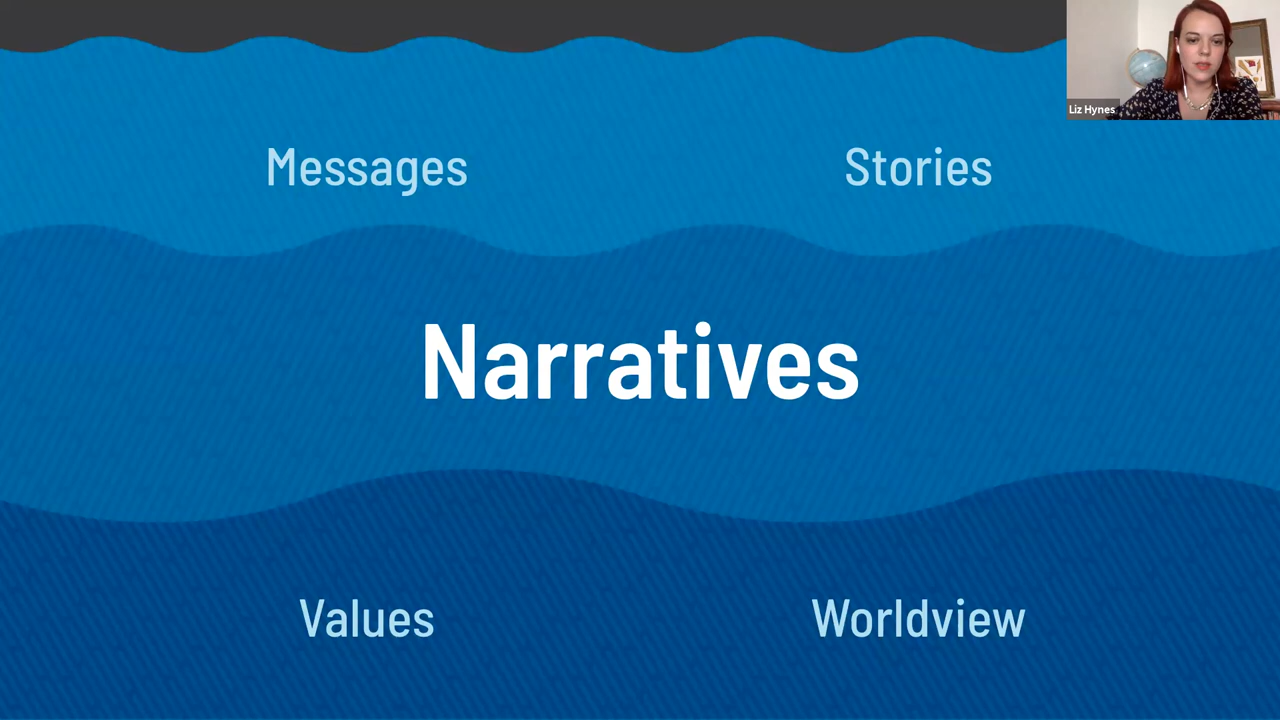 Liz Hynes
Messages
Stories
Narratives
Values
Worldview